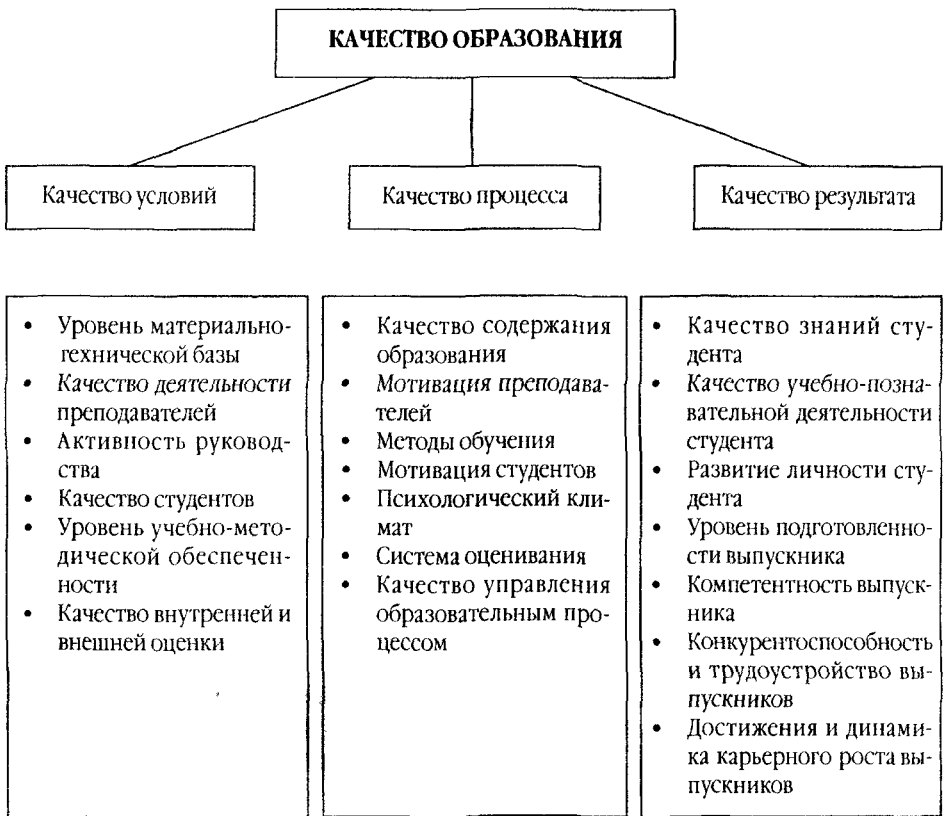 КАЧЕСТВО ОБРАЗОВАНИЯ
Качество условий
Качество процесса
Качество результата
• Уровень материально-
технической базы
• Качество деятельности
преподавателей
• Активность руковод-
ства
• Качество студентов
• Уровень учебно-мето-
дической обеспечен-
ности
• Качество внутренней и
внешней оценки
• Качество содержания
образования
• Мотивация преподава-
телей
• Методы обучения
• Мотивация студентов
• Психологический кли-
мат
• Система оценивания
• Качество управления
образовательным про-
цессом
• Качество знаний сту-
дента
• Качество учебно-позна-
вательной деятельности
студента
• Развитие личности сту-
дента
• Уровень подготовленно-
сти выпускника
• Компетентность выпуск-
ника
• Конкурентоспособность
и трудоустройство вы-
пускников
• Достижения и динами-
ка карьерного роста вы-
пускников